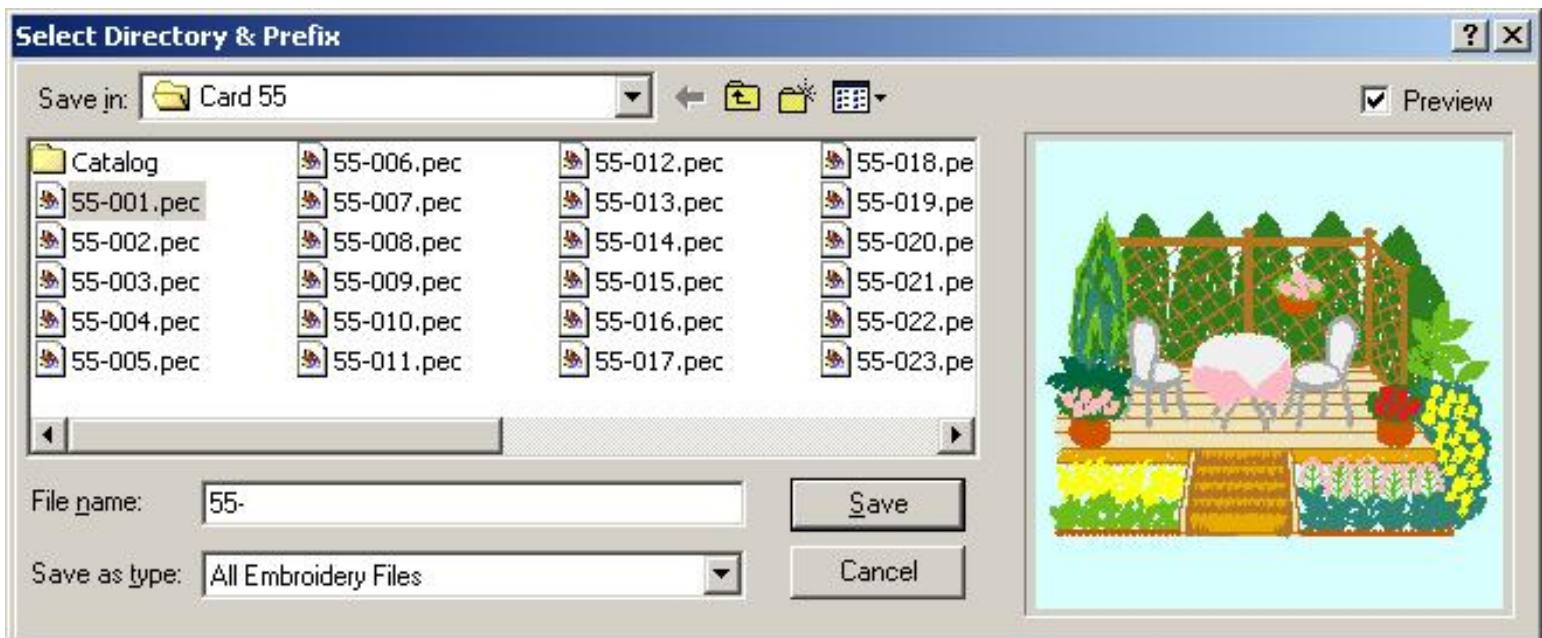 Select Directory & Prefix
Save in: Card 55
Preview
Catalog 55-006.pec 55-012.pec 55-018.pe
55-001.pec 55-007.pec 55-013.pec 55-019.pe
55-002.pec 55-008.pec 55-014.pec 55-020.pe
55-003.pec 55-009.pec 55-015.pec 55-021.pe
55-004.pec 55-010.pec 55-016.pec 55-022.pe
55-005.pec 55-011.pec 55-017.pec 55-023.pe
File name: 55- Save
Save as type: All Embroidery Files Cancel